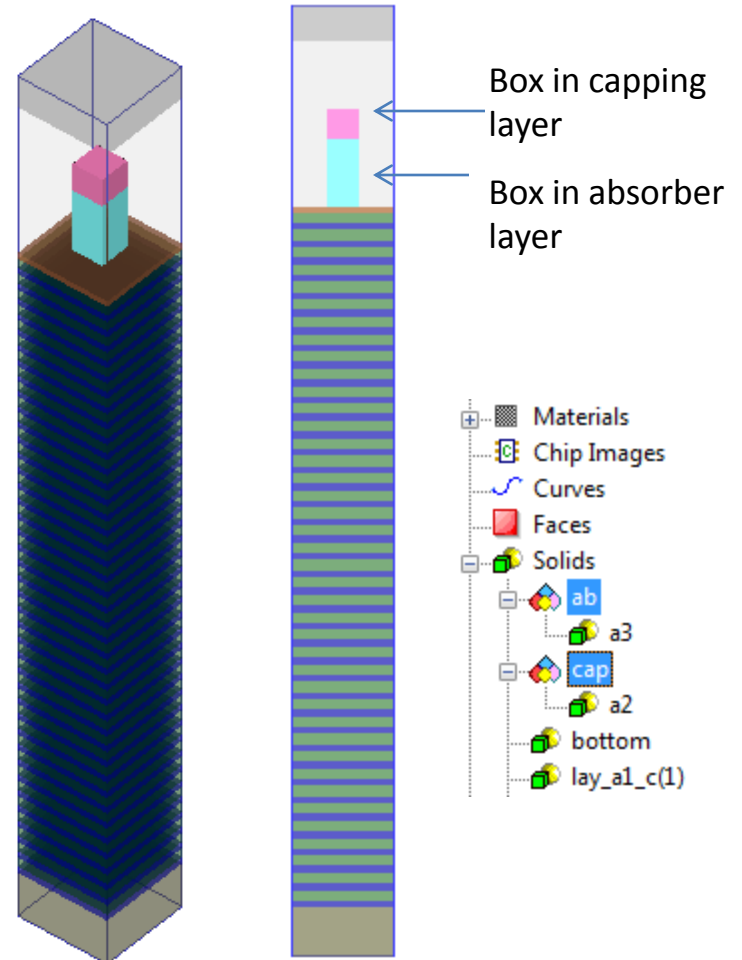 Box in capping
layer
Box in absorber
layer
Materials
Chip Images
Curves
Faces
Solids
ab
a3
cap
a2
bottom
lay_a1_c(1)